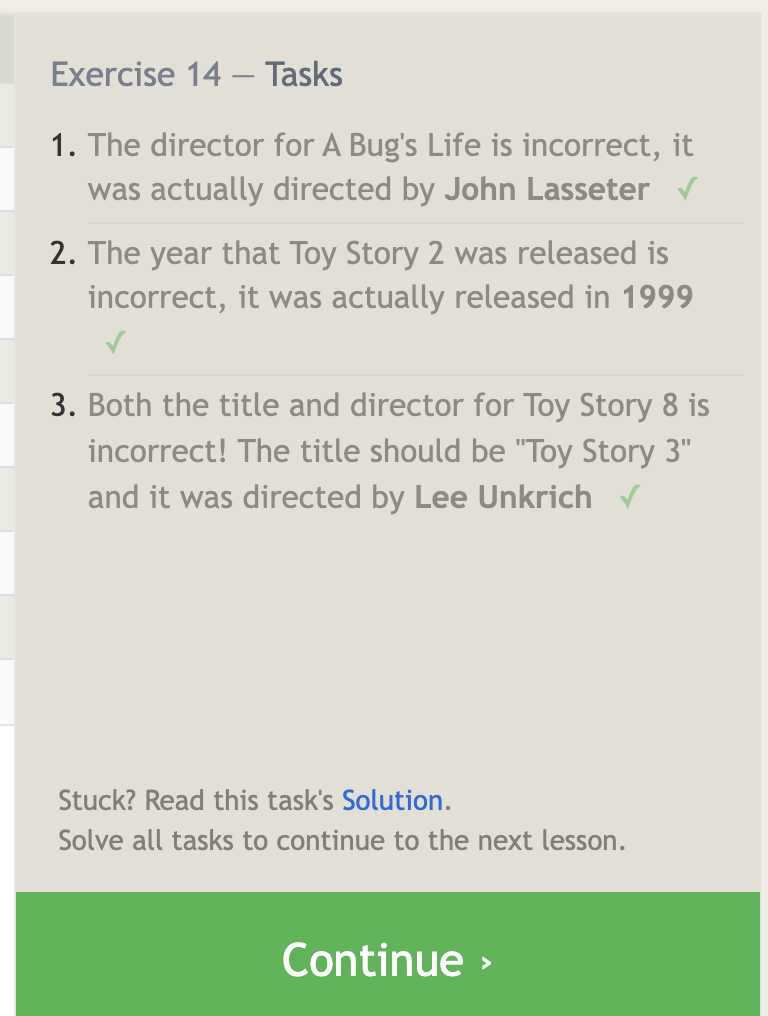 Exercise 14 — Tasks
1. The director for A Bug's Life is incorrect, it
was actually directed by John Lasseter ✓
2. The year that Toy Story 2 was released is
incorrect, it was actually released in 1999
✓
3. Both the title and director for Toy Story 8 is
incorrect! The title should be "Toy Story 3"
and it was directed by Lee Unkrich ✓
Stuck? Read this task's Solution.
Solve all tasks to continue to the next lesson.
Continue ›